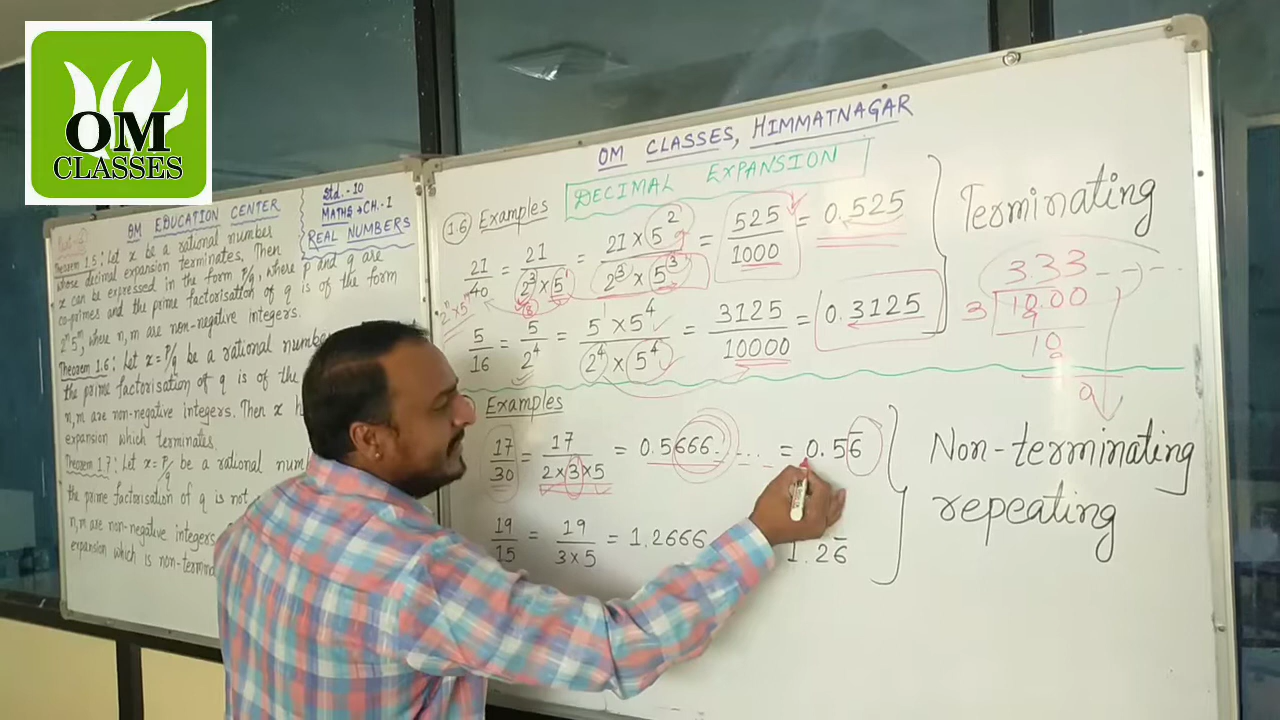 OM
CLASSES
OM EDUCATION CENTER
Std.-10
MATHS → CH.-1
REAL NUMBERS
Theorem 1.5: Let x be a rational number
whose decimal expansion terminates. Then
x can be expressed in the form P/q, where p and q are
co-primes and the prime factorisation of q is of the form
2ⁿ5ᵐ, where n, m are non-negative integers.
Theorem 1.6: Let x = P/q be a rational number
the prime factorisation of q is of the
n, m are non-negative integers. Then x h
expansion which terminates.
Theorem 1.7: Let x = P/q be a rational num
the prime factorisation of q is not
n, m are non-negative integers
expansion which is non-termina
OM CLASSES, HIMMATNAGAR
DECIMAL EXPANSION
1.6 Examples
21/40 = 21/(2³ × 5¹) = (21 × 5²)/(2³ × 5³) = 525/1000 = 0.525
2ⁿ × 5ᵐ
5/16 = 5/2⁴ = (5¹ × 5⁴)/(2⁴ × 5⁴) = 3125/10000 = 0.3125
Terminating
3.33 - - - - - -
3 10.00
9
10
9
Examples
17/30 = 17/(2×3×5) = 0.5666..... = 0.56̅
19/15 = 19/(3×5) = 1.2666 1.26̅
Non-terminating
repeating